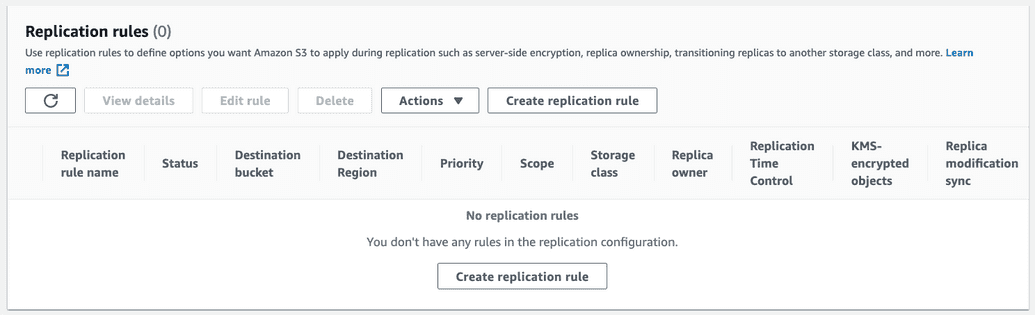 Replication rules (0)
Use replication rules to define options you want Amazon S3 to apply during replication such as server-side encryption, replica ownership, transitioning replicas to another storage class, and more. Learn
more
View details Edit rule Delete Actions Create replication rule
Replication rule name Status Destination bucket Destination Region Priority Scope Storage class Replica owner Replication Time Control KMS-encrypted objects Replica modification sync
No replication rules
You don't have any rules in the replication configuration.
Create replication rule